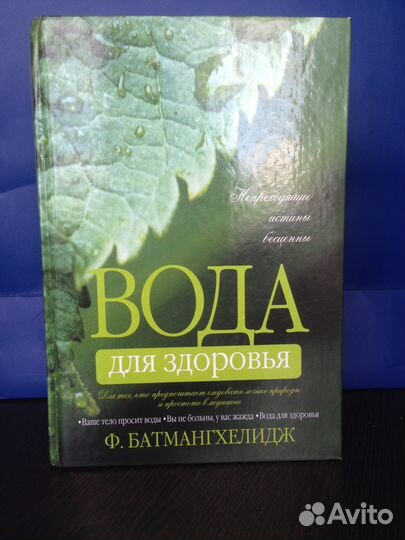 Непреходящие
истины
бесценны
ВОДА
для здоровья
Для тех, кто предпочитает следовать логике природы
и простоте в медицине
•Ваше тело просит воды •Вы не больны, у вас жажда •Вода для здоровья
Ф. БАТМАНГХЕЛИДЖ
Avito